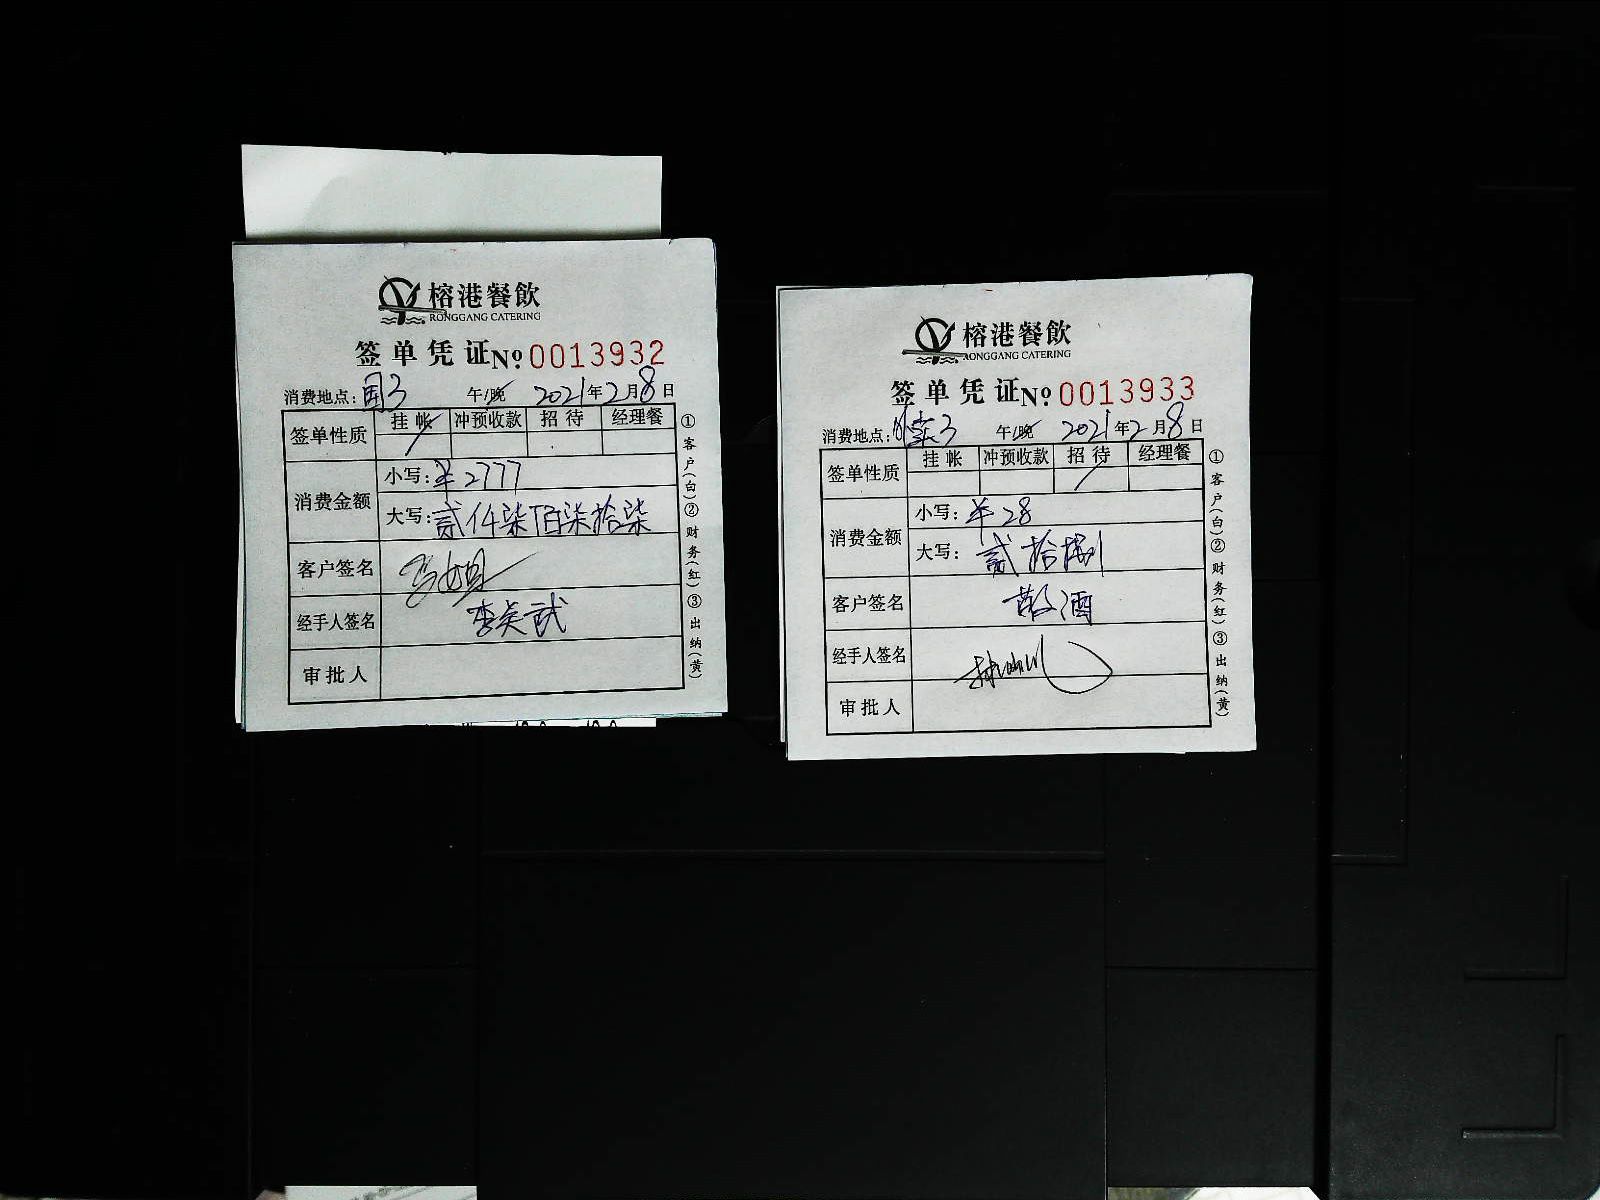 榕港餐飲
RONGGANG CATERING
签单凭证 No 0013932
消费地点: 国3 午/晚 2021年2月8日
签单性质 挂帐 冲预收款 招待 经理餐
消费金额 小写: ¥2777
大写: 贰仟柒佰柒拾柒
客户签名
经手人签名
审批人
①客户(白)②财务(红)③出纳(黄)
榕港餐飲
RONGGANG CATERING
签单凭证 No 0013933
消费地点: 3 午/晚 2021年2月8日
签单性质 挂帐 冲预收款 招待 经理餐
消费金额 小写: ¥28
大写: 贰拾捌
客户签名 散酒
经手人签名
审批人
①客户(白)②财务(红)③出纳(黄)